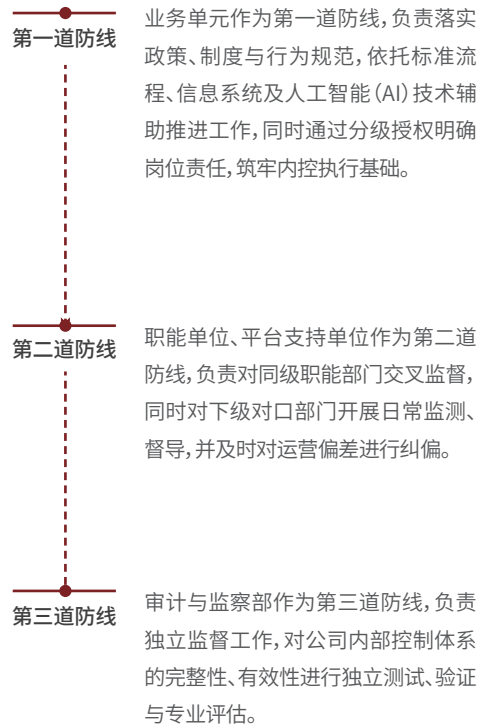 第一道防线
业务单元作为第一道防线，负责落实
政策、制度与行为规范，依托标准流
程、信息系统及人工智能（AI）技术辅
助推进工作，同时通过分级授权明确
岗位责任，筑牢内控执行基础。
第二道防线
职能单位、平台支持单位作为第二道
防线，负责对同级职能部门交叉监督，
同时对下级对口部门开展日常监测、
督导，并及时对运营偏差进行纠偏。
第三道防线
审计与监察部作为第三道防线，负责
独立监督工作，对公司内部控制体系
的完整性、有效性进行独立测试、验证
与专业评估。